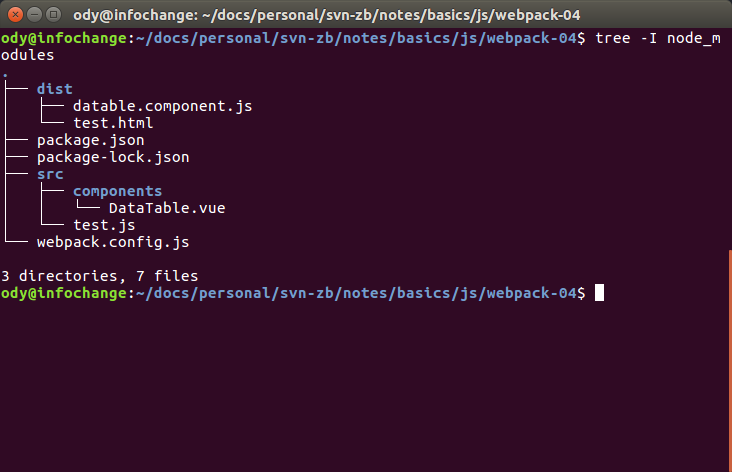 ody@infochange: ~/docs/personal/svn-zb/notes/basics/js/webpack-04
ody@infochange:~/docs/personal/svn-zb/notes/basics/js/webpack-04$ tree -I node_m
odules
.
├── dist
│   ├── datable.component.js
│   └── test.html
├── package.json
├── package-lock.json
├── src
│   ├── components
│   │   └── DataTable.vue
│   └── test.js
└── webpack.config.js
3 directories, 7 files
ody@infochange:~/docs/personal/svn-zb/notes/basics/js/webpack-04$